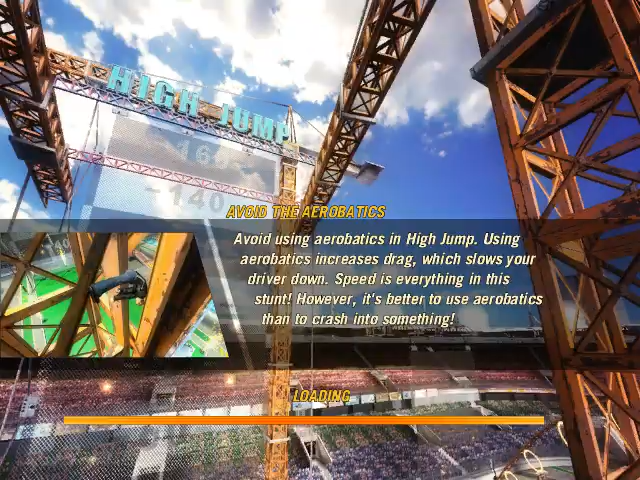 HIGH JUMP
160
-140
AVOID THE AEROBATICS
Avoid using aerobatics in High Jump. Using
aerobatics increases drag, which slows your
driver down. Speed is everything in this
stunt! However, it's better to use aerobatics
than to crash into something!
LOADING